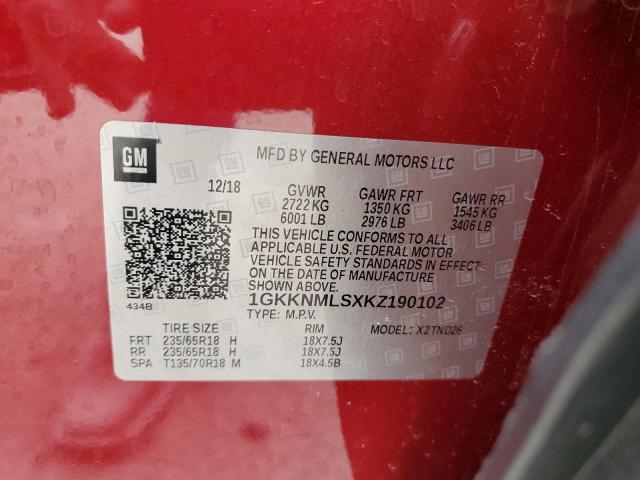 GM
MFD BY GENERAL MOTORS LLC
12/18 GVWR GAWR FRT GAWR RR
2722 KG 1350 KG 1545 KG
6001 LB 2976 LB 3406 LB
THIS VEHICLE CONFORMS TO ALL
APPLICABLE U.S. FEDERAL MOTOR
VEHICLE SAFETY STANDARDS IN EFFECT
ON THE DATE OF MANUFACTURE
SHOWN ABOVE.
434B
1GKKNMLSXKZ190102
TYPE: M.P.V. MODEL: X2TND26
TIRE SIZE RIM
FRT 235/65R18 H 18X7.5J
RR 235/65R18 H 18X7.5J
SPA T135/70R18 M 18X4.5B